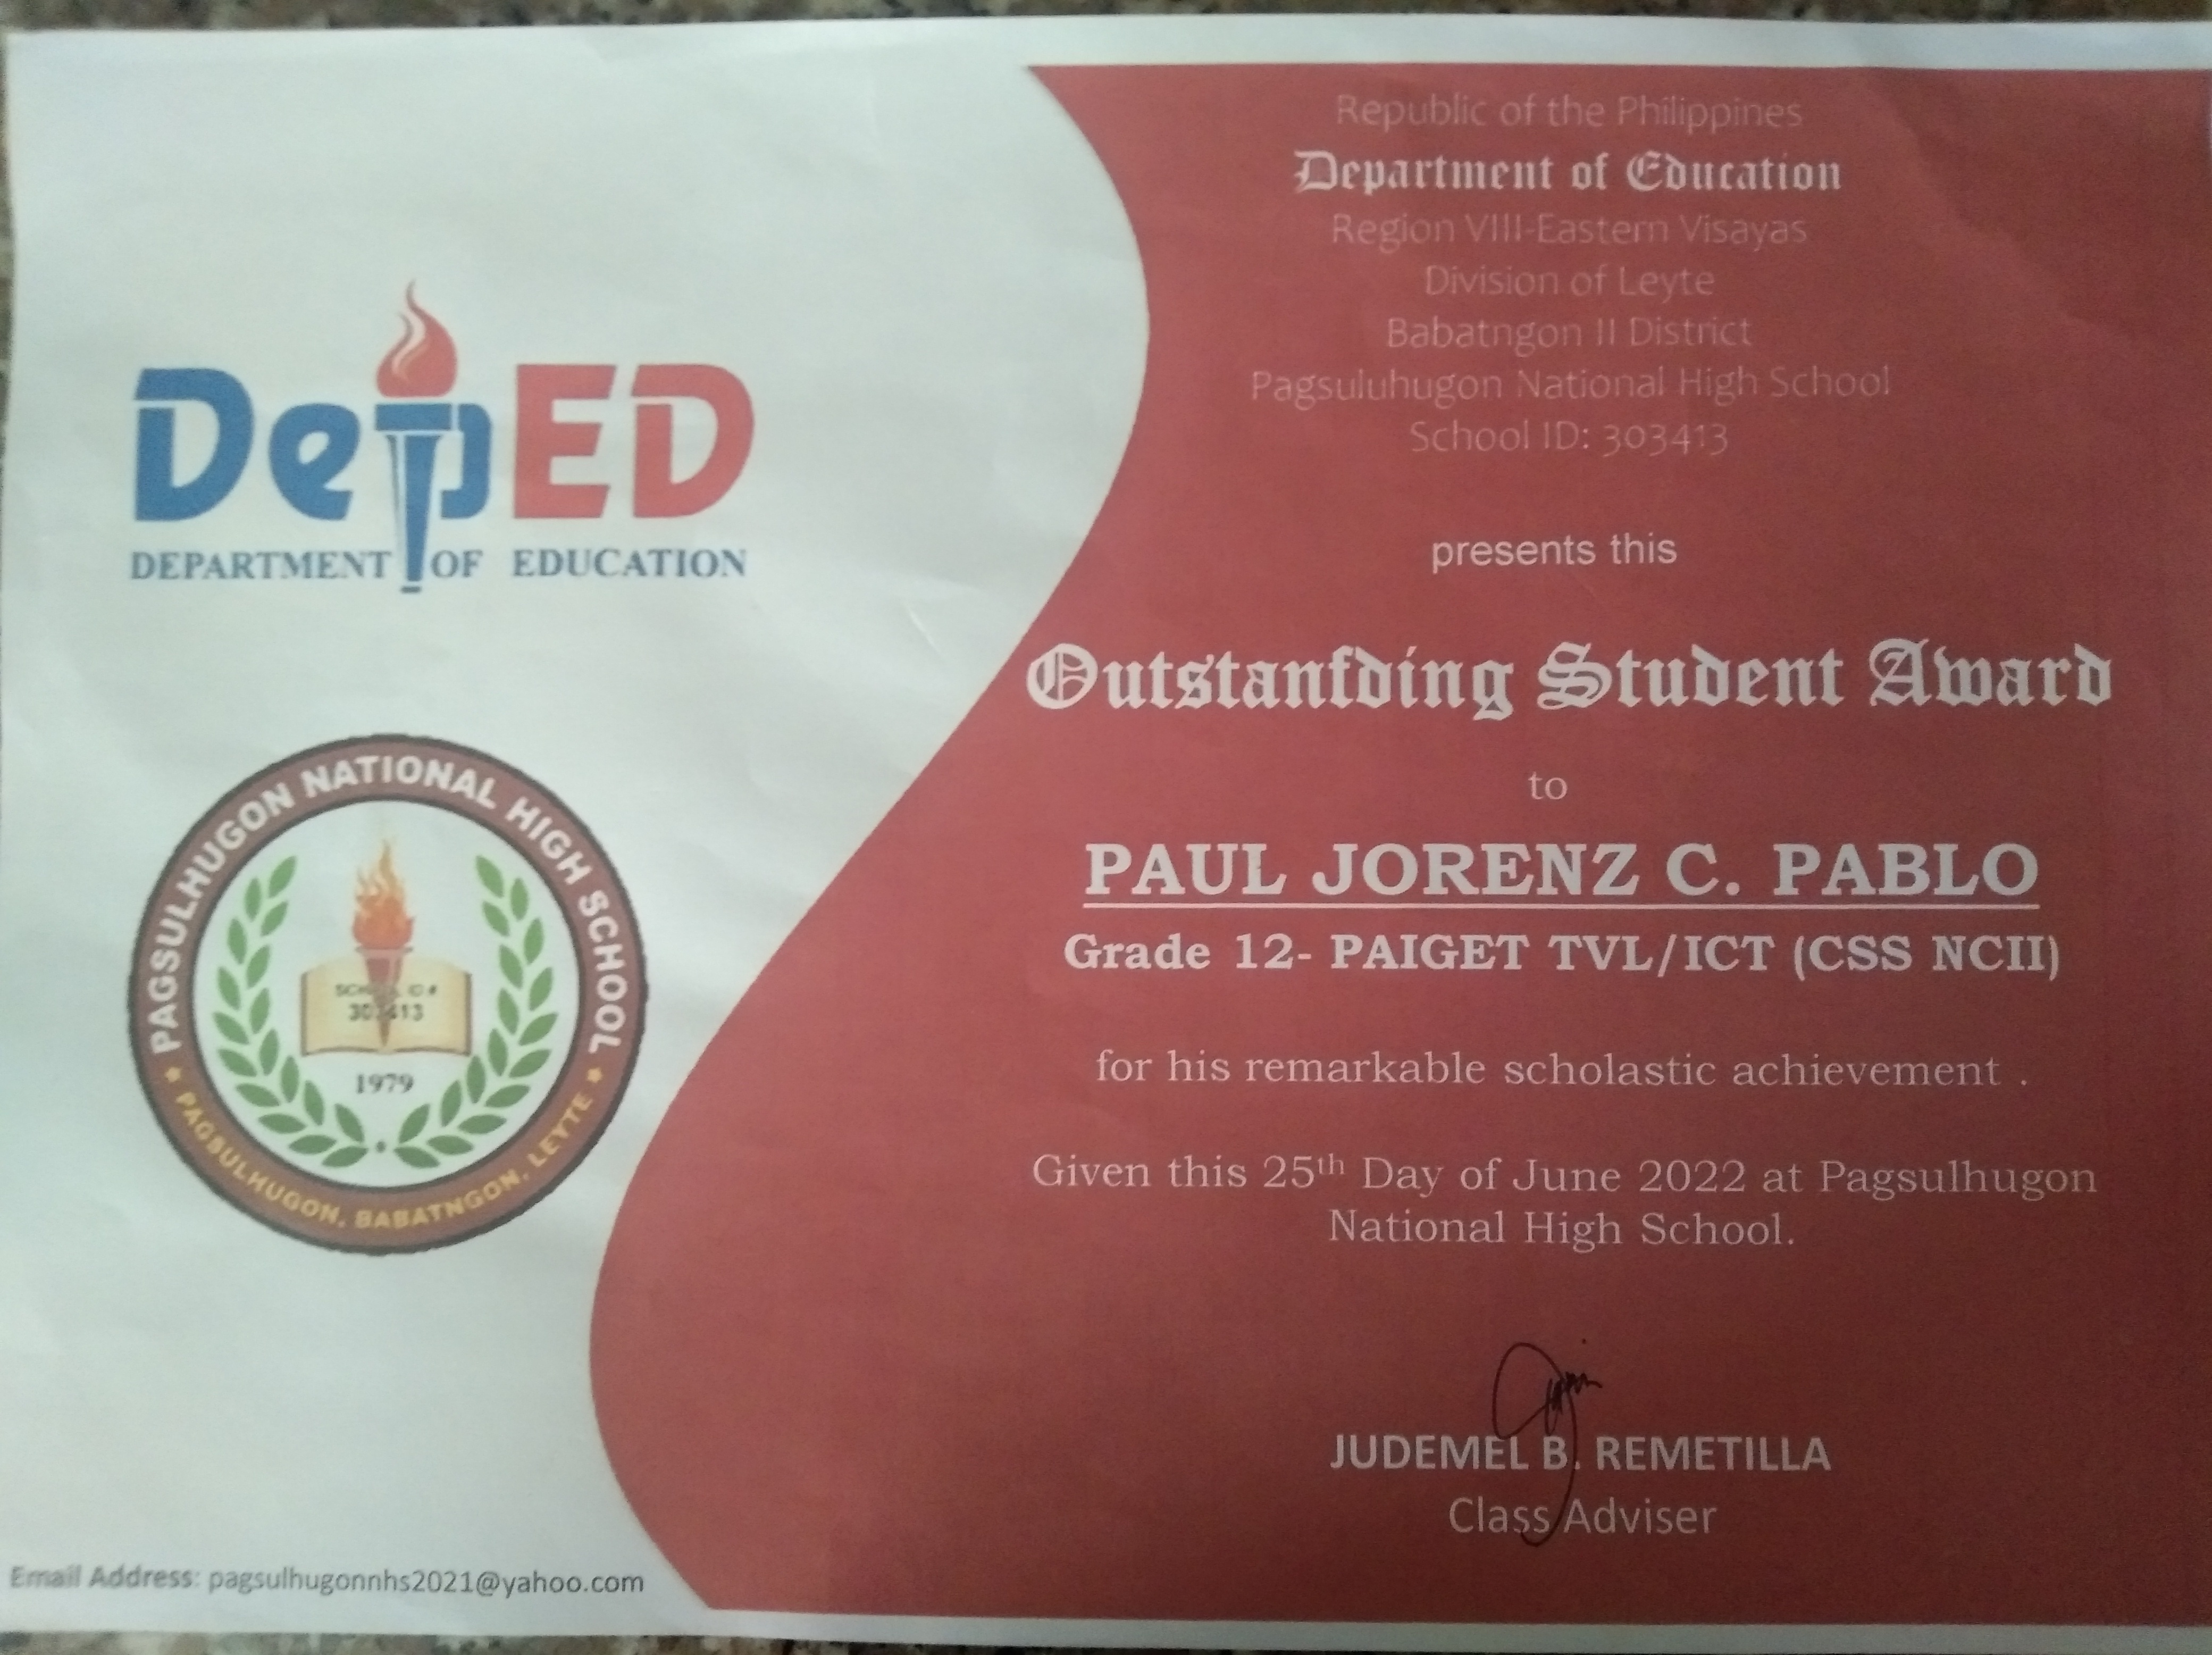 Republic of the Philippines
Department of Education
Region VIII-Eastern Visayas
Division of Leyte
Babatngon II District
Pagsuluhugon National High School
School ID: 303413
presents this
Outstanfding Student Award
to
PAUL JORENZ C. PABLO
Grade 12- PAIGET TVL/ICT (CSS NCII)
for his remarkable scholastic achievement .
Given this 25th Day of June 2022 at Pagsulhugon
National High School.
JUDEMEL B. REMETILLA
Class Adviser
DepED
DEPARTMENT OF EDUCATION
PAGSULHUGON NATIONAL HIGH SCHOOL
SCHOOL ID #
303413
1979
PAGSULHUGON, BABATNGON, LEYTE
Email Address: pagsulhugonnhs2021@yahoo.com